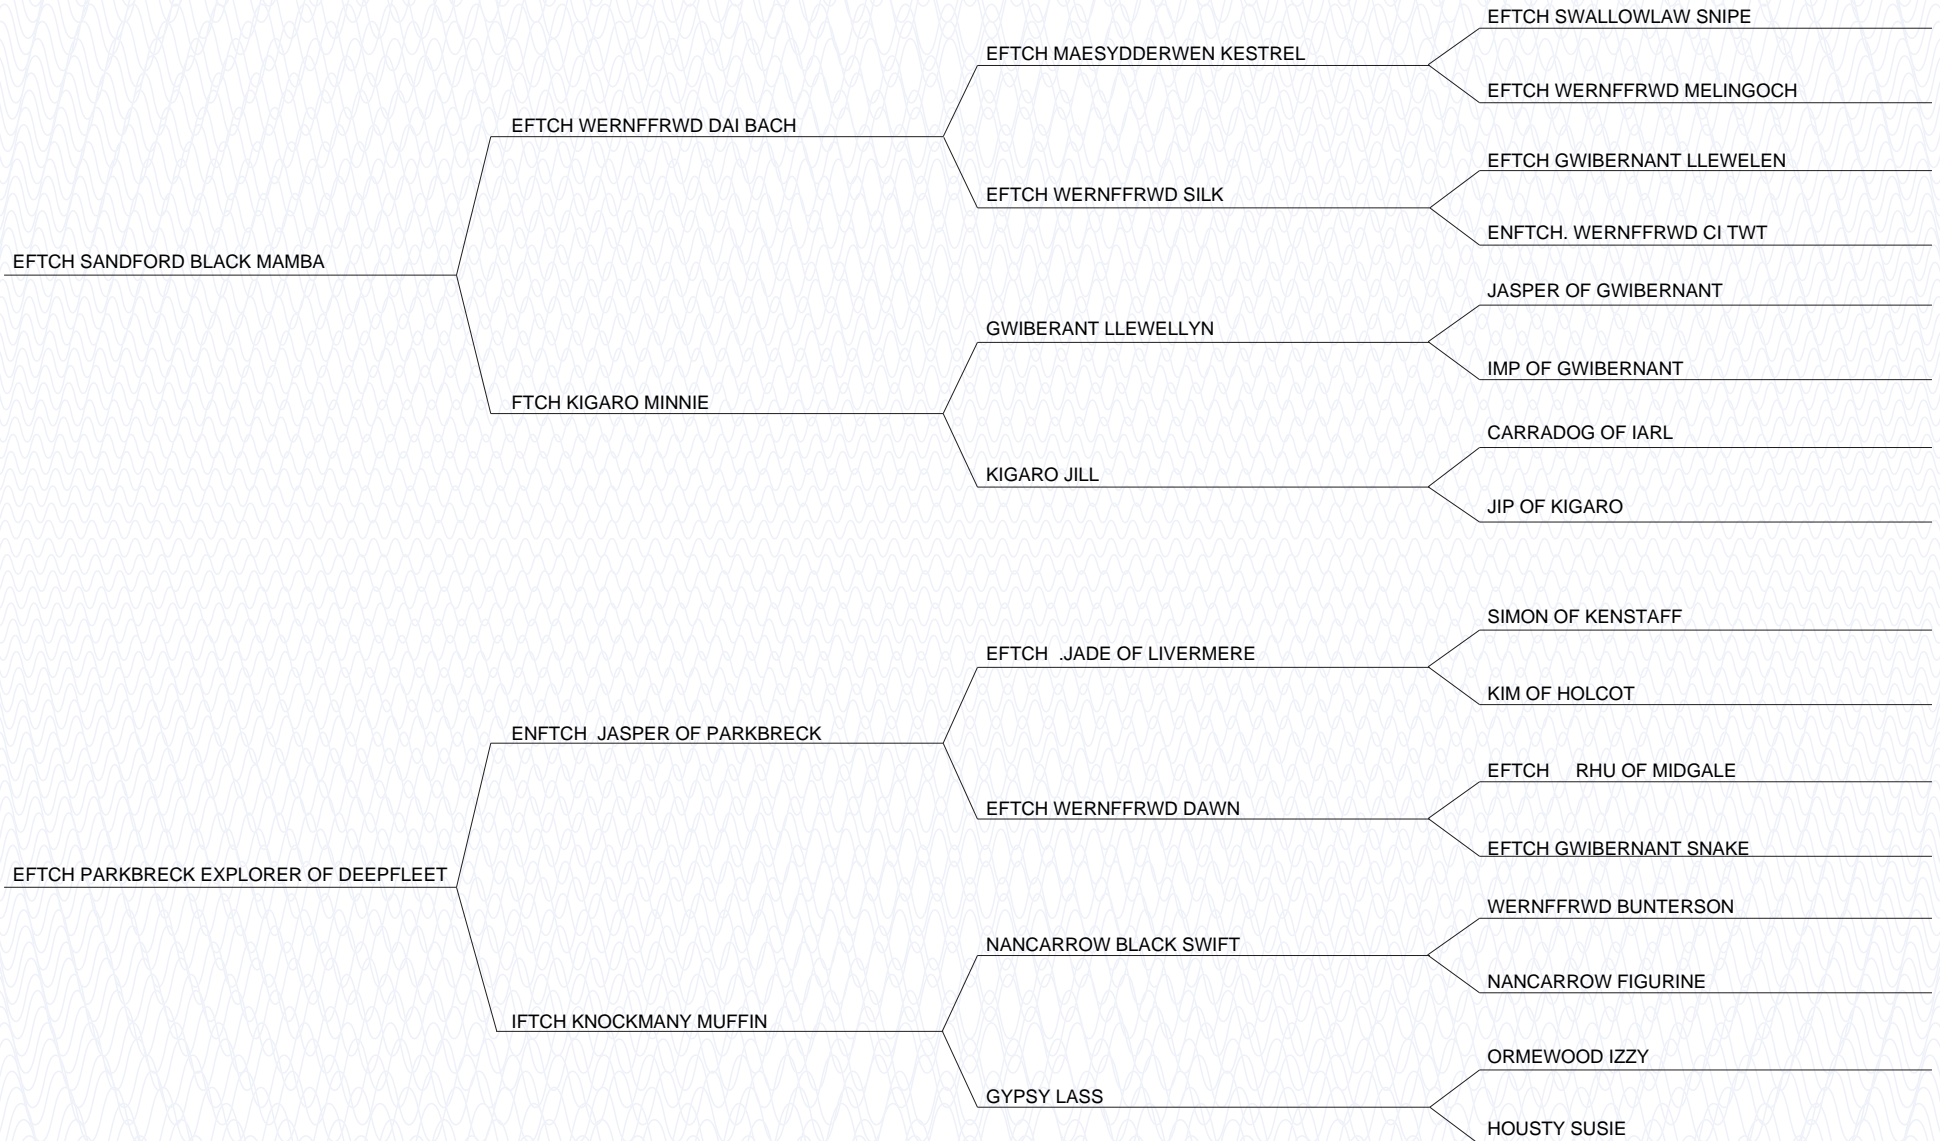 EFTCH SWALLOWLAW SNIPE
EFTCH MAESYDDERWEN KESTREL
EFTCH WERNFFRWD MELINGOCH
EFTCH WERNFFRWD DAI BACH
EFTCH GWIBERNANT LLEWELEN
EFTCH WERNFFRWD SILK
ENFTCH. WERNFFRWD CI TWT
EFTCH SANDFORD BLACK MAMBA
JASPER OF GWIBERNANT
GWIBERANT LLEWELLYN
IMP OF GWIBERNANT
FTCH KIGARO MINNIE
CARRADOG OF IARL
KIGARO JILL
JIP OF KIGARO
SIMON OF KENSTAFF
EFTCH .JADE OF LIVERMERE
KIM OF HOLCOT
ENFTCH JASPER OF PARKBRECK
EFTCH RHU OF MIDGALE
EFTCH WERNFFRWD DAWN
EFTCH GWIBERNANT SNAKE
EFTCH PARKBRECK EXPLORER OF DEEPFLEET
WERNFFRWD BUNTERSON
NANCARROW BLACK SWIFT
NANCARROW FIGURINE
IFTCH KNOCKMANY MUFFIN
ORMEWOOD IZZY
GYPSY LASS
HOUSTY SUSIE